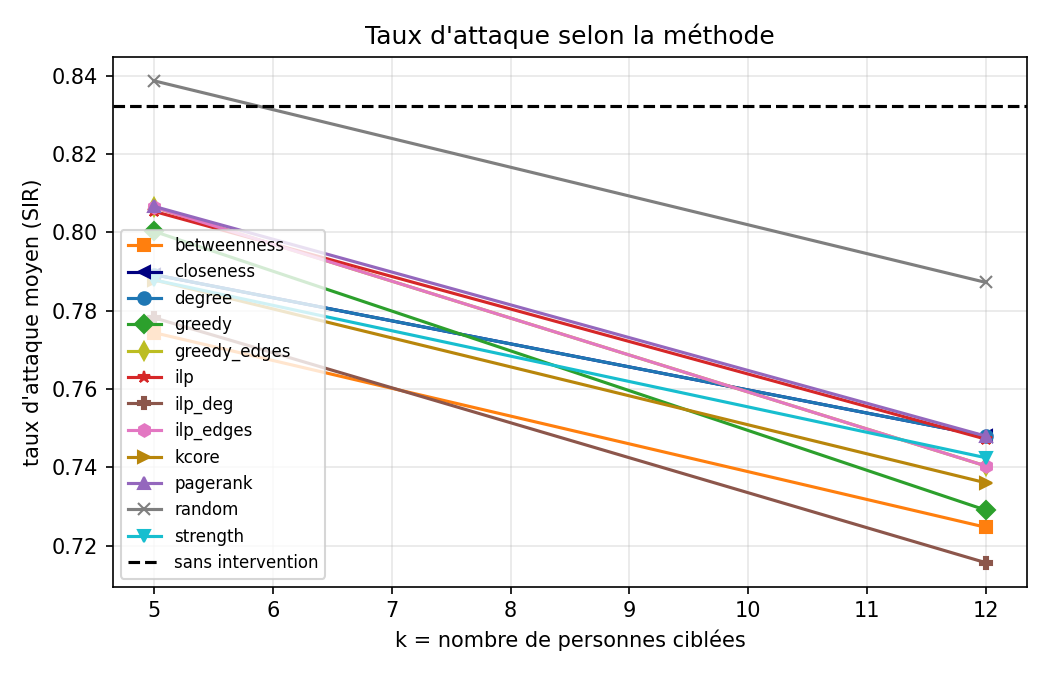 Taux d'attaque selon la méthode
taux d'attaque moyen (SIR)
0.84
0.82
0.80
0.78
0.76
0.74
0.72
betweenness
closeness
degree
greedy
greedy_edges
ilp
ilp_deg
ilp_edges
kcore
pagerank
random
strength
sans intervention
5 6 7 8 9 10 11 12
k = nombre de personnes ciblées